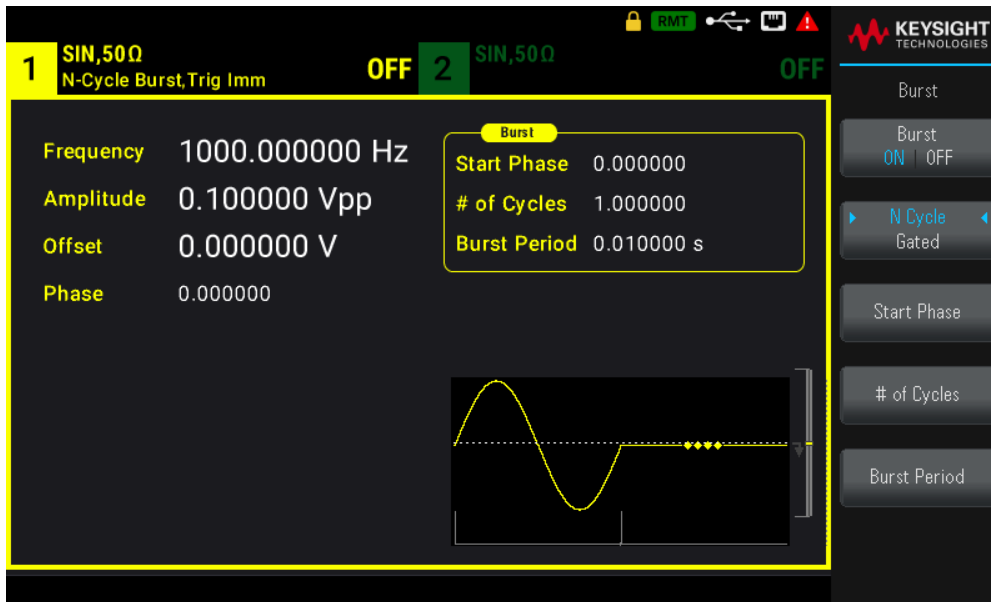 RMT
KEYSIGHT
TECHNOLOGIES
1
SIN,50Ω
N-Cycle Burst,Trig Imm
OFF
2
SIN,50Ω
OFF
Frequency 1000.000000 Hz
Amplitude 0.100000 Vpp
Offset 0.000000 V
Phase 0.000000
Burst
Start Phase 0.000000
# of Cycles 1.000000
Burst Period 0.010000 s
Burst
Burst
ON | OFF
N Cycle
Gated
Start Phase
# of Cycles
Burst Period